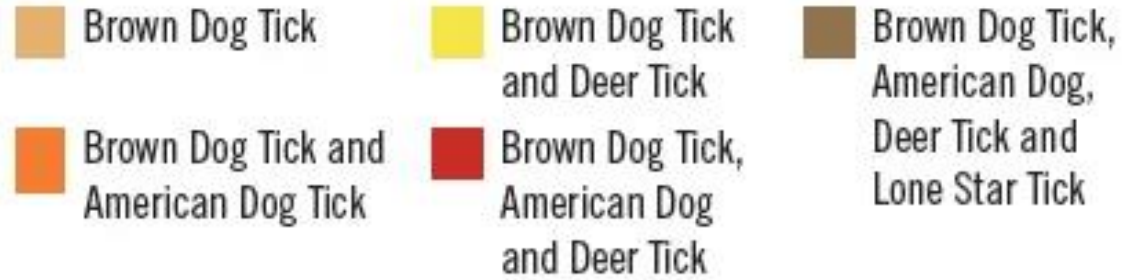 Brown Dog Tick
Brown Dog Tick and
American Dog Tick
Brown Dog Tick
and Deer Tick
Brown Dog Tick,
American Dog
and Deer Tick
Brown Dog Tick,
American Dog,
Deer Tick and
Lone Star Tick